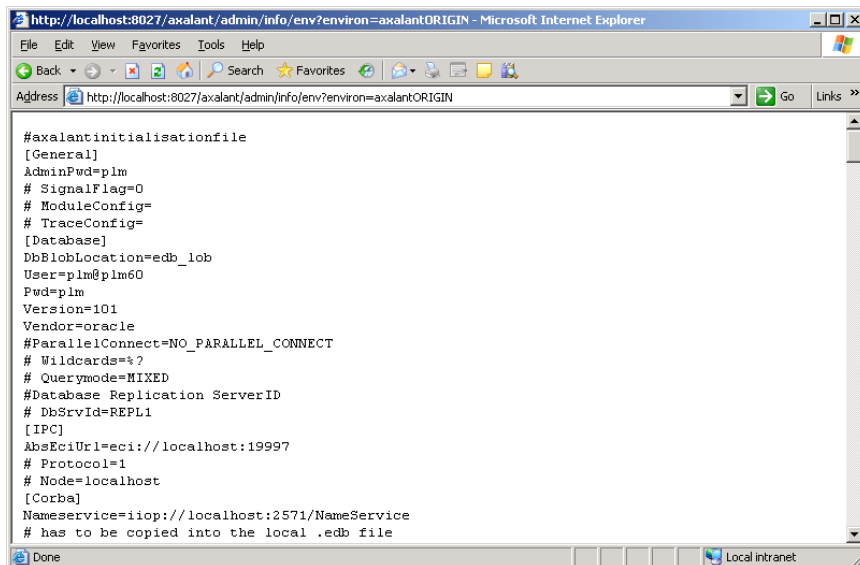 http://localhost:8027/axalant/admin/info/env?environ=axalantORIGIN - Microsoft Internet Explorer
File Edit View Favorites Tools Help
Back Search Favorites
Address http://localhost:8027/axalant/admin/info/env?environ=axalantORIGIN Go Links »
#axalantinitialisationfile
[General]
AdminPwd=plm
# SignalFlag=0
# ModuleConfig=
# TraceConfig=
[Database]
DbBlobLocation=edb_lob
User=plm@plm60
Pwd=plm
Version=101
Vendor=oracle
#ParallelConnect=NO_PARALLEL_CONNECT
# Wildcards=%?
# Querymode=MIXED
#Database Replication ServerID
# DbSrvId=REPL1
[IPC]
AbsEciUrl=eci://localhost:19997
# Protocol=1
# Node=localhost
[Corba]
Nameservice=iiop://localhost:2571/NameService
# has to be copied into the local .edb file
Done Local intranet